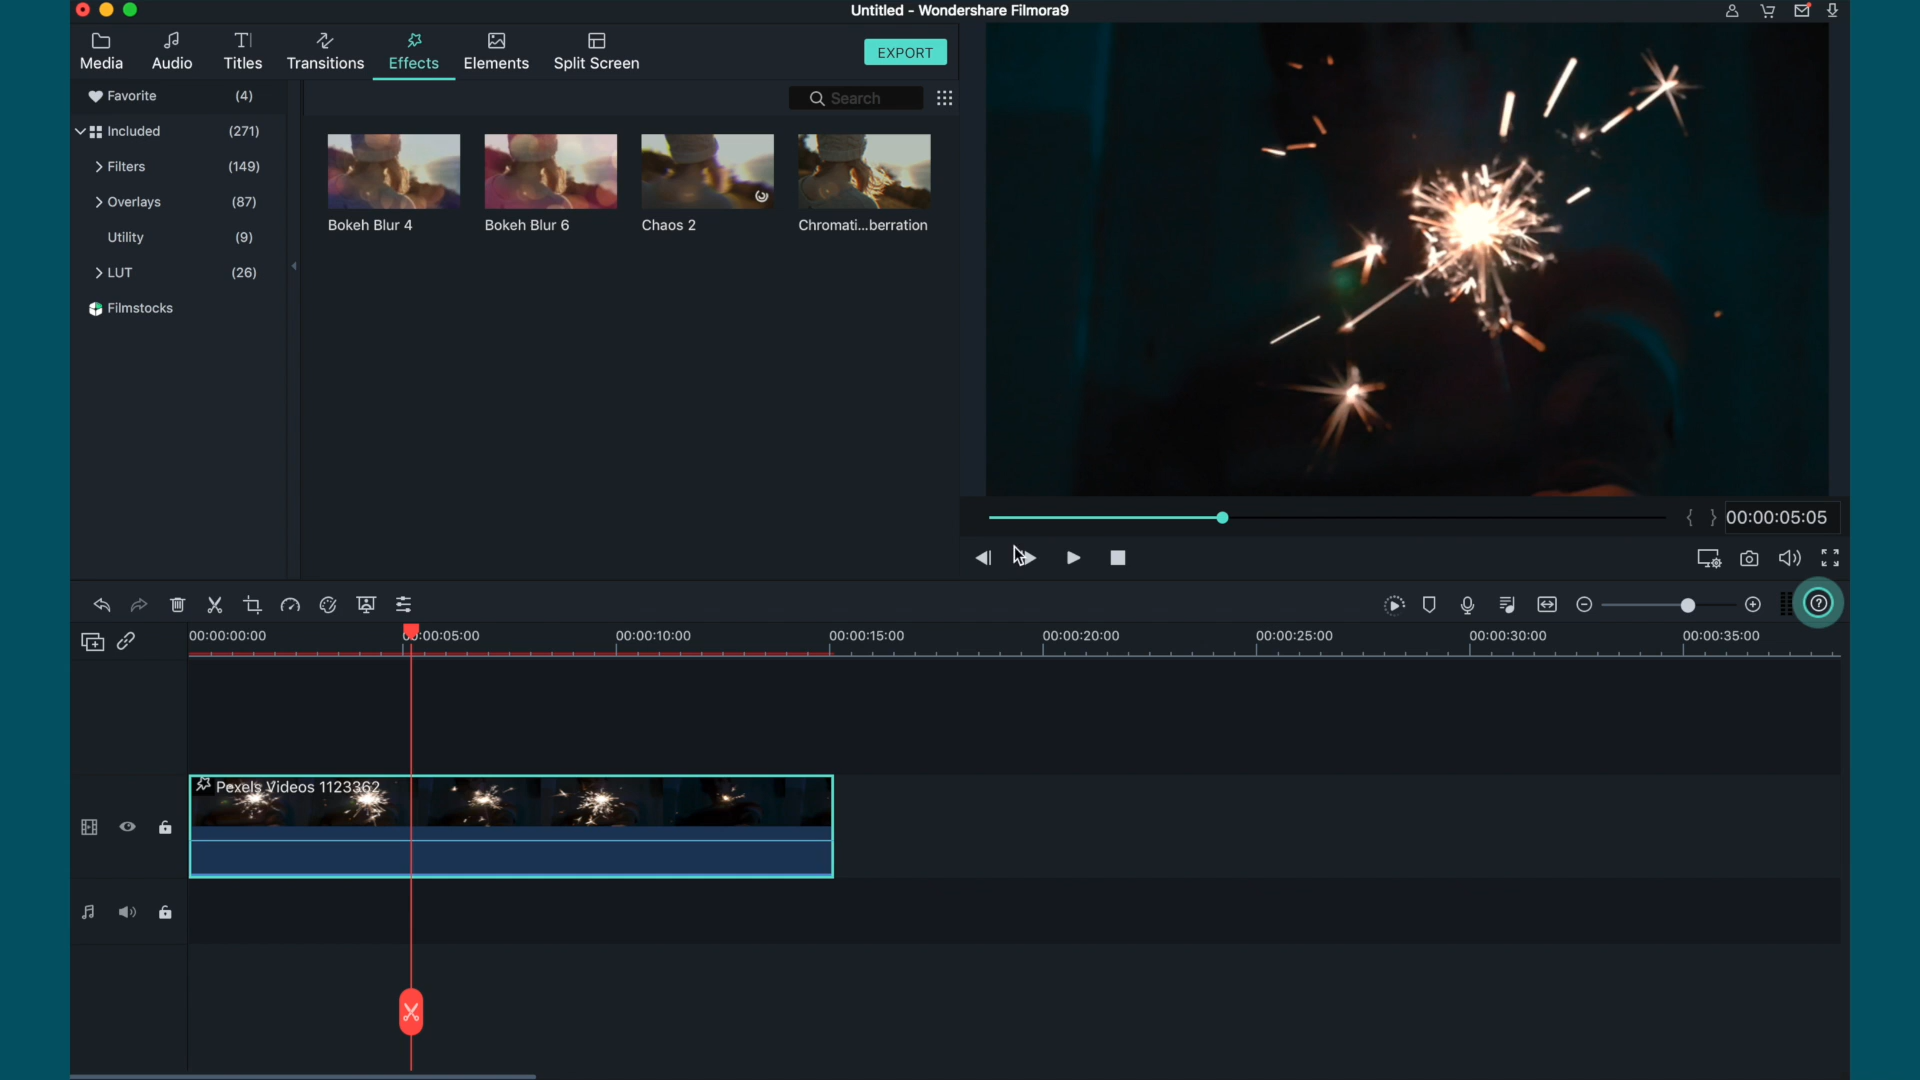 Untitled - Wondershare Filmora9
Media
Audio
Titles
Transitions
Effects
Elements
Split Screen
EXPORT
Favorite (4)
Included (271)
Filters (149)
Overlays (87)
Utility (9)
LUT (26)
Filmstocks
Search
Bokeh Blur 4
Bokeh Blur 6
Chaos 2
Chromati...berration
00:00:05:05
00:00:00:00
00:00:05:00
00:00:10:00
00:00:15:00
00:00:20:00
00:00:25:00
00:00:30:00
00:00:35:00
Pexels Videos 1123362